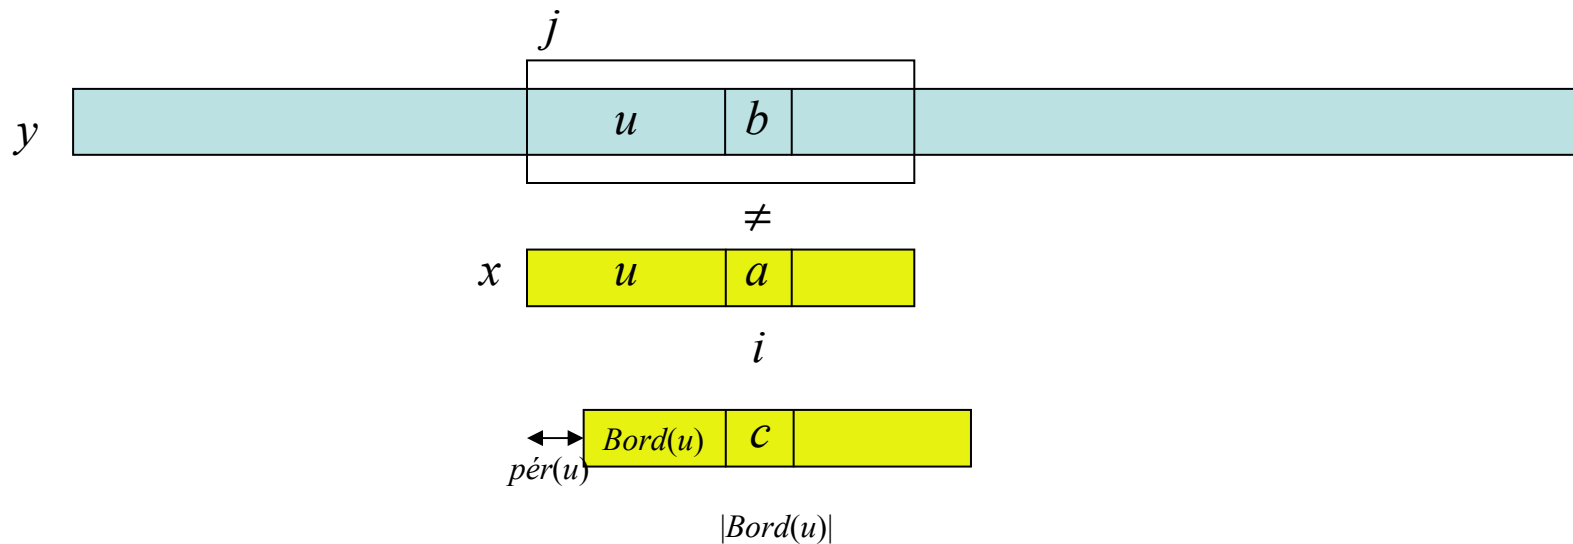 j
y u b
≠
x u a
i
Bord(u) c
pér(u)
|Bord(u)|